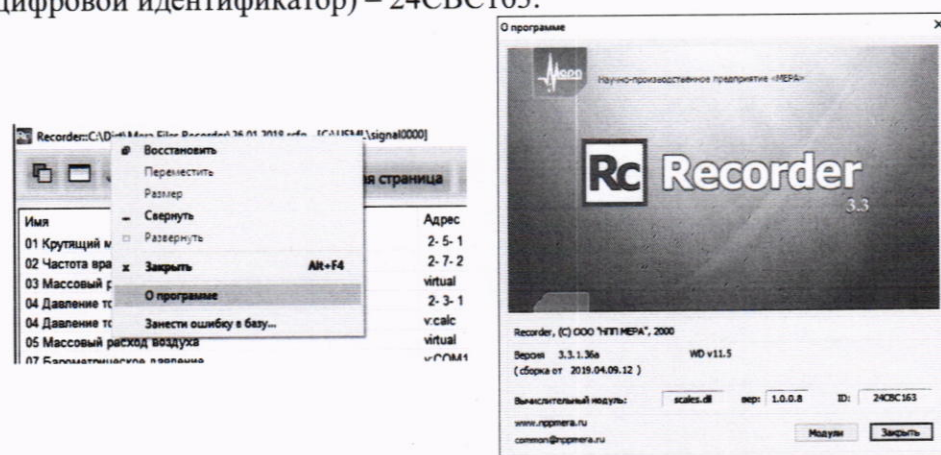 цифровой идентификатор) – 24CBC163.
Recorder::C:\Dist\Mera Files Recorder\26.01.2018.rcfg - [C:\USML\signal0000]
Восстановить
Переместить
Размер
Свернуть
Развернуть
Закрыть Alt+F4
О программе
Занести ошибку в базу...
страница
Имя Адрес
01 Крутящий 2- 5- 1
02 Частота 2- 7- 2
03 Массовый virtual
04 Давление 2- 3- 1
04 Давление v:calc
05 Массовый расход воздуха virtual
07 Барометрическое давление v:COM1
О программе
Научно-производственное предприятие «МЕРА»
Rc Recorder
3.3
Recorder, (C) ООО "НПП МЕРА", 2000
Версия 3.3.1.36a WD v11.5
( сборка от 2019.04.09.12 )
Вычислительный модуль: scales.dll вер: 1.0.0.8 ID: 24CBC163
www.nppmera.ru
common@nppmera.ru
Модули Закрыть